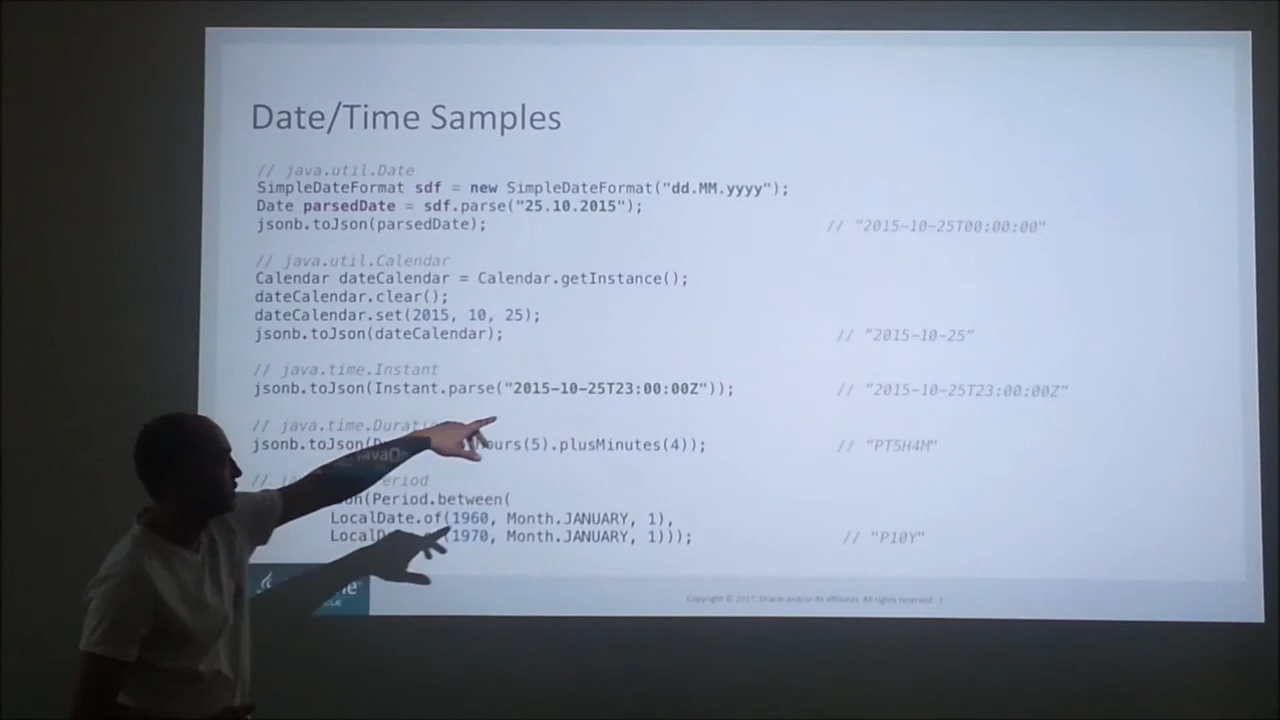 Date/Time Samples
// java.util.Date
SimpleDateFormat sdf = new SimpleDateFormat("dd.MM.yyyy");
Date parsedDate = sdf.parse("25.10.2015");
jsonb.toJson(parsedDate); // "2015-10-25T00:00:00"
// java.util.Calendar
Calendar dateCalendar = Calendar.getInstance();
dateCalendar.clear();
dateCalendar.set(2015, 10, 25);
jsonb.toJson(dateCalendar); // "2015-10-25"
// java.time.Instant
jsonb.toJson(Instant.parse("2015-10-25T23:00:00Z")); // "2015-10-25T23:00:00Z"
// java.time.Durati
jsonb.toJson(D ours(5).plusMinutes(4)); // "PT5H4M"
// ja eriod
on(Period.between(
LocalDate.of(1960, Month.JANUARY, 1),
LocalD (1970, Month.JANUARY, 1))); // "P10Y"
Copyright © 2017, Oracle and/or its affiliates. All rights reserved. |